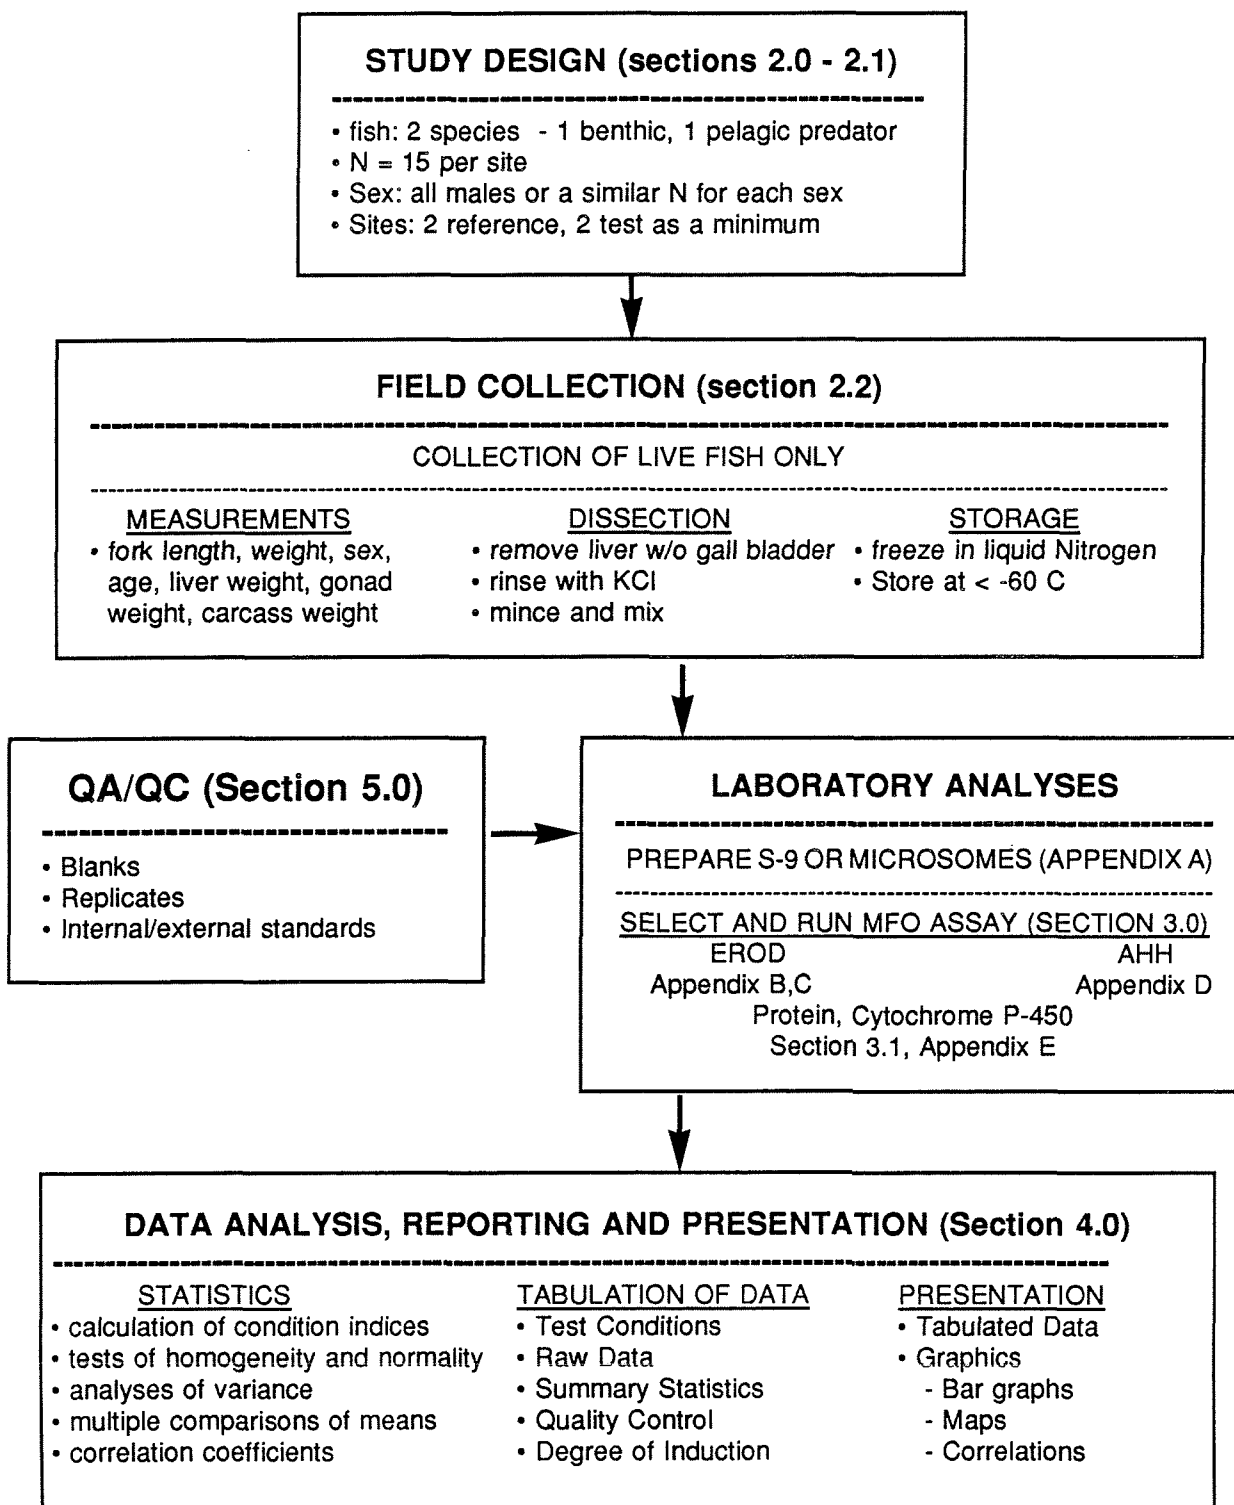 STUDY DESIGN (sections 2.0 - 2.1)
• fish: 2 species - 1 benthic, 1 pelagic predator
• N = 15 per site
• Sex: all males or a similar N for each sex
• Sites: 2 reference, 2 test as a minimum
FIELD COLLECTION (section 2.2)
COLLECTION OF LIVE FISH ONLY
MEASUREMENTS
• fork length, weight, sex,
age, liver weight, gonad
weight, carcass weight
DISSECTION
• remove liver w/o gall bladder
• rinse with KCl
• mince and mix
STORAGE
• freeze in liquid Nitrogen
• Store at < -60 C
QA/QC (Section 5.0)
• Blanks
• Replicates
• Internal/external standards
LABORATORY ANALYSES
PREPARE S-9 OR MICROSOMES (APPENDIX A)
SELECT AND RUN MFO ASSAY (SECTION 3.0)
EROD
Appendix B,C
AHH
Appendix D
Protein, Cytochrome P-450
Section 3.1, Appendix E
DATA ANALYSIS, REPORTING AND PRESENTATION (Section 4.0)
STATISTICS
• calculation of condition indices
• tests of homogeneity and normality
• analyses of variance
• multiple comparisons of means
• correlation coefficients
TABULATION OF DATA
• Test Conditions
• Raw Data
• Summary Statistics
• Quality Control
• Degree of Induction
PRESENTATION
• Tabulated Data
• Graphics
- Bar graphs
- Maps
- Correlations